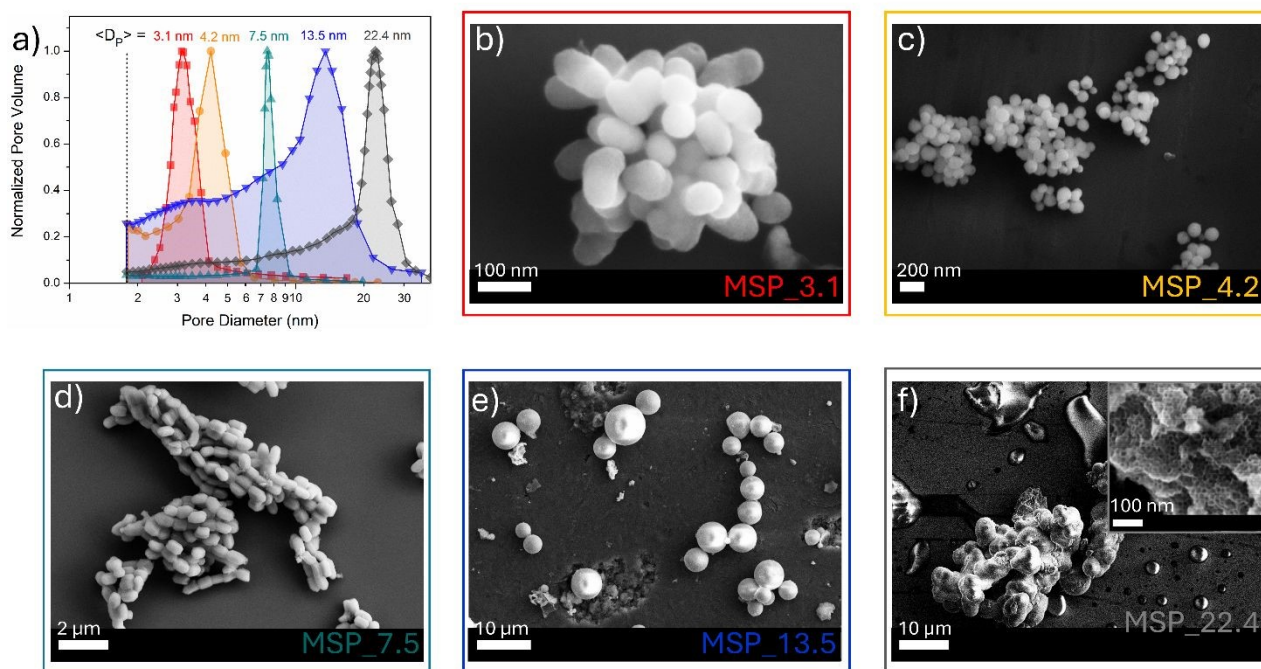 a)
<D_P> = 3.1 nm 4.2 nm 7.5 nm 13.5 nm 22.4 nm
1.0
0.8
0.6
0.4
0.2
0.0
Normalized Pore Volume
1 2 3 4 5 6 7 8 910 20 30
Pore Diameter (nm)
b)
100 nm
MSP_3.1
c)
200 nm
MSP_4.2
d)
2 µm
MSP_7.5
e)
10 µm
MSP_13.5
f)
100 nm
10 µm
MSP_22.4